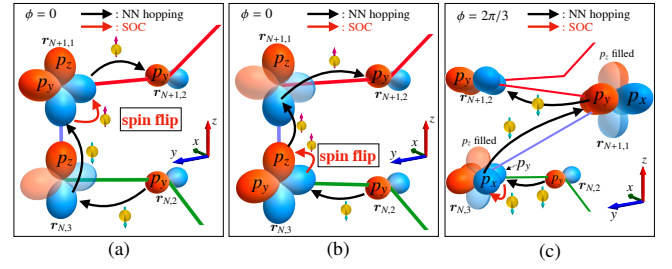 ϕ = 0
: NN hopping
: SOC
r_{N+1,1}
p_z
p_y
p_y
r_{N+1,2}
spin flip
p_z
p_y
r_{N,2}
r_{N,3}
z
x
y
(a)
ϕ = 0
: NN hopping
: SOC
r_{N+1,1}
p_y
r_{N+1,2}
p_z
spin flip
p_y
p_y
r_{N,2}
r_{N,3}
z
x
y
(b)
ϕ = 2π/3
: NN hopping
: SOC
p_z filled
r_{N+1,2}
p_y
p_x
r_{N+1,1}
p_z filled
p_y
p_x
p_y
r_{N,2}
r_{N,3}
z
x
y
(c)